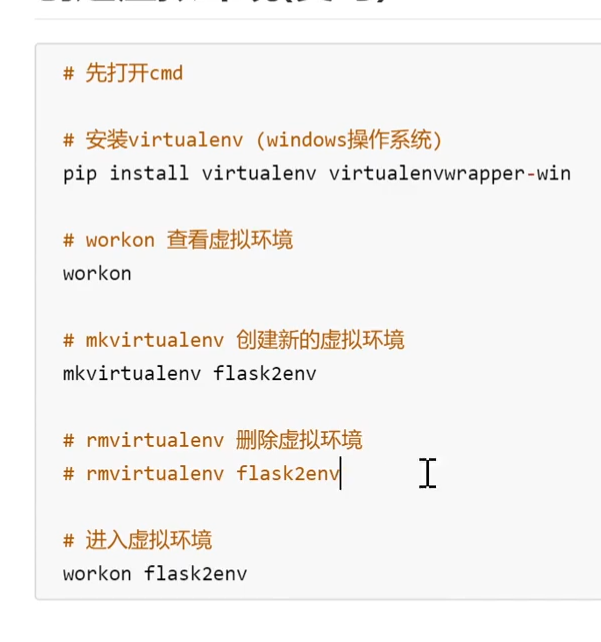 # 先打开cmd
# 安装virtualenv (windows操作系统)
pip install virtualenv virtualenvwrapper-win
# workon 查看虚拟环境
workon
# mkvirtualenv 创建新的虚拟环境
mkvirtualenv flask2env
# rmvirtualenv 删除虚拟环境
# rmvirtualenv flask2env
# 进入虚拟环境
workon flask2env